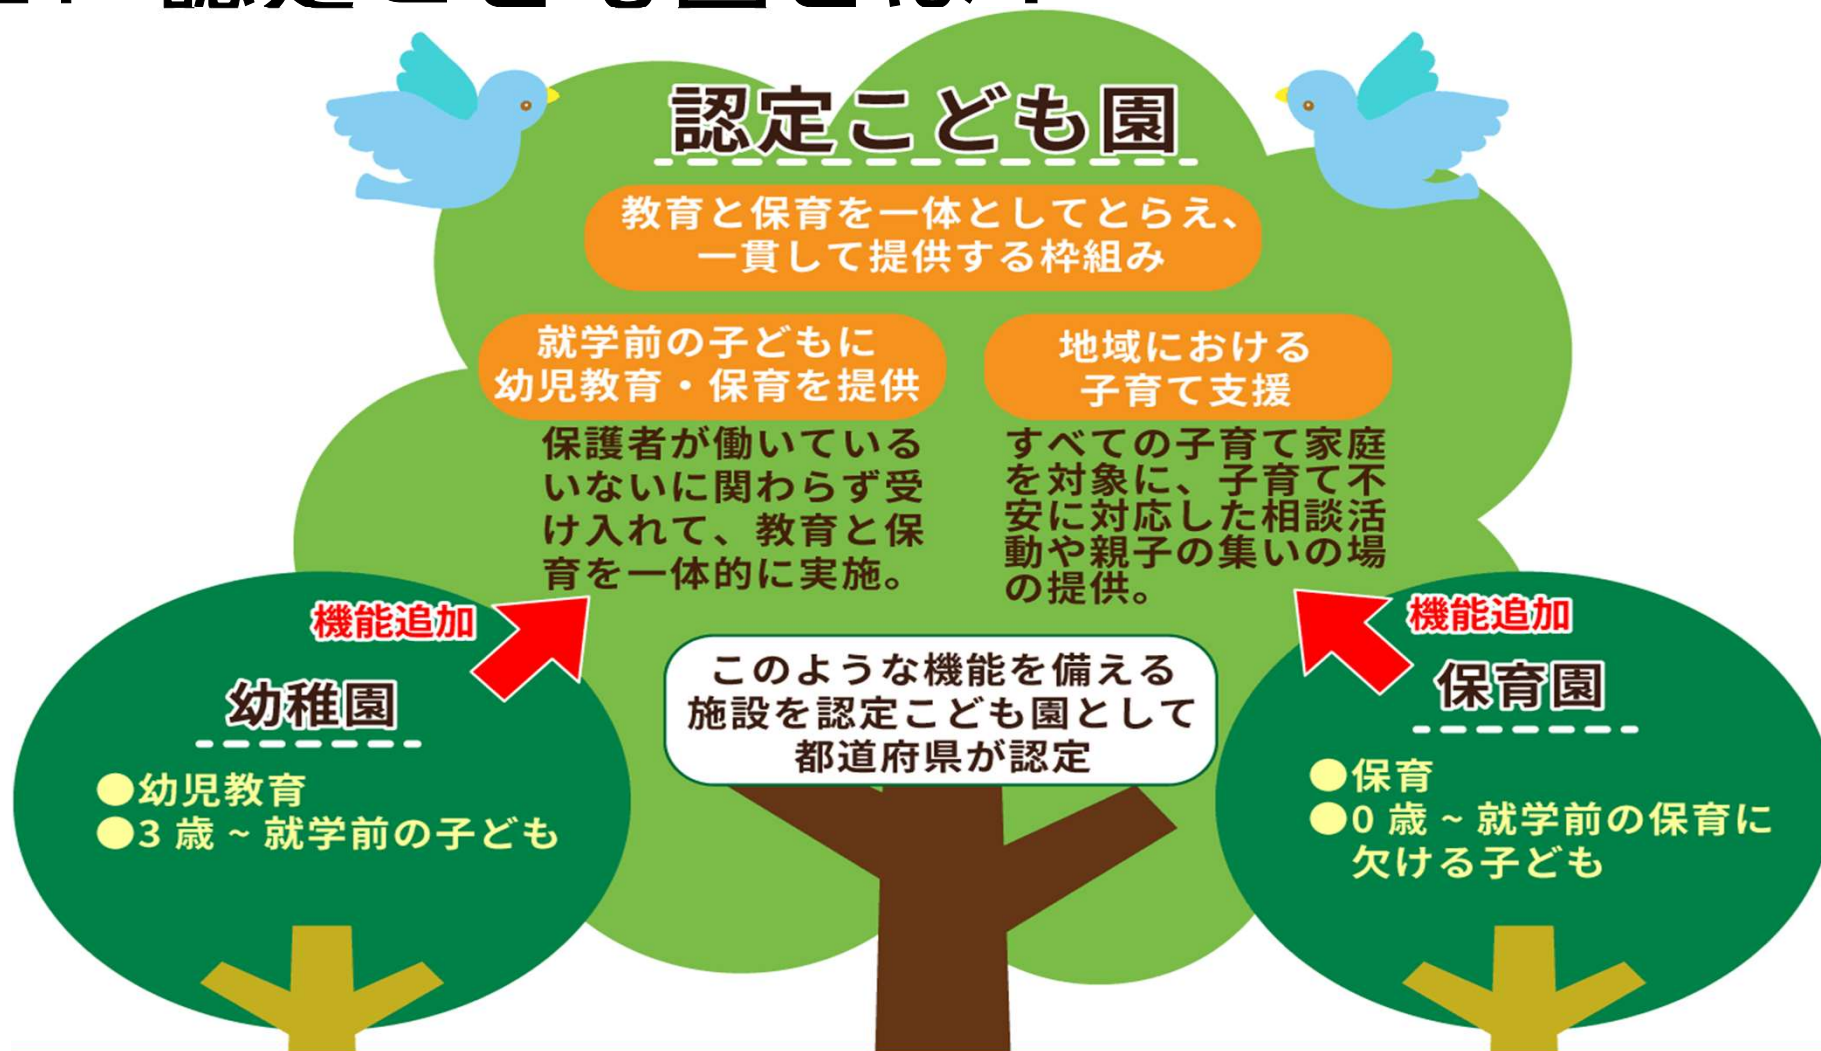 認定こども園とは？
認定こども園
教育と保育を一体としてとらえ、
一貫して提供する枠組み
就学前の子どもに
幼児教育・保育を提供
地域における
子育て支援
保護者が働いている
いないに関わらず受
け入れて、教育と保
育を一体的に実施。
すべての子育て家庭
を対象に、子育て不
安に対応した相談活
動や親子の集いの場
の提供。
機能追加
機能追加
幼稚園
●幼児教育
●3 歳 ~ 就学前の子ども
このような機能を備える
施設を認定こども園として
都道府県が認定
保育園
●保育
●0 歳 ~ 就学前の保育に
欠ける子ども